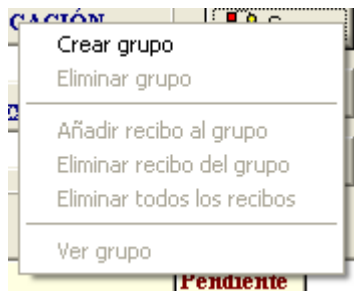 CACIÓN
Crear grupo
Eliminar grupo
Añadir recibo al grupo
Eliminar recibo del grupo
Eliminar todos los recibos
Ver grupo
Pendiente